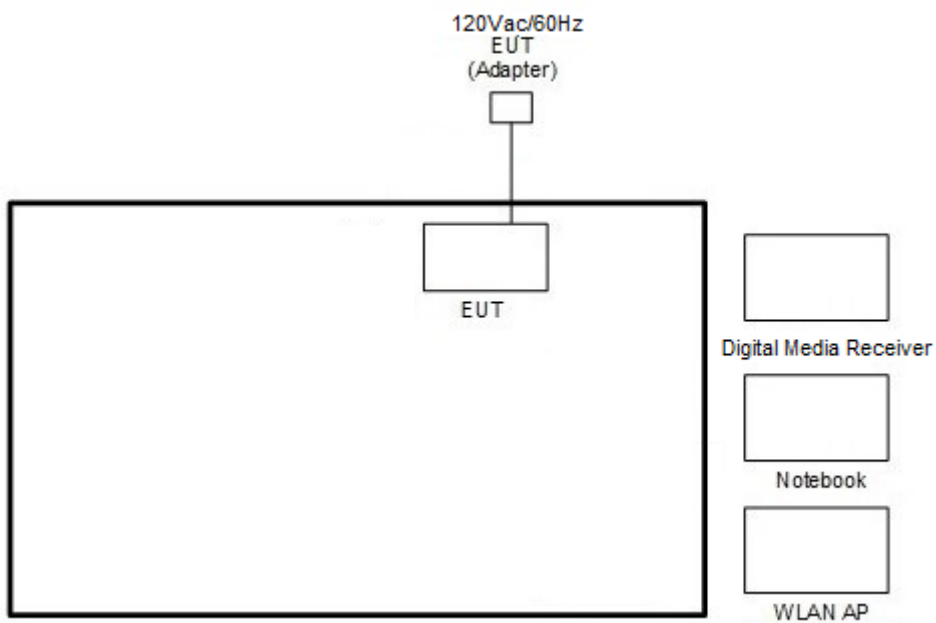 120Vac/60Hz
EUT
(Adapter)
EUT
Digital Media Receiver
Notebook
WLAN AP